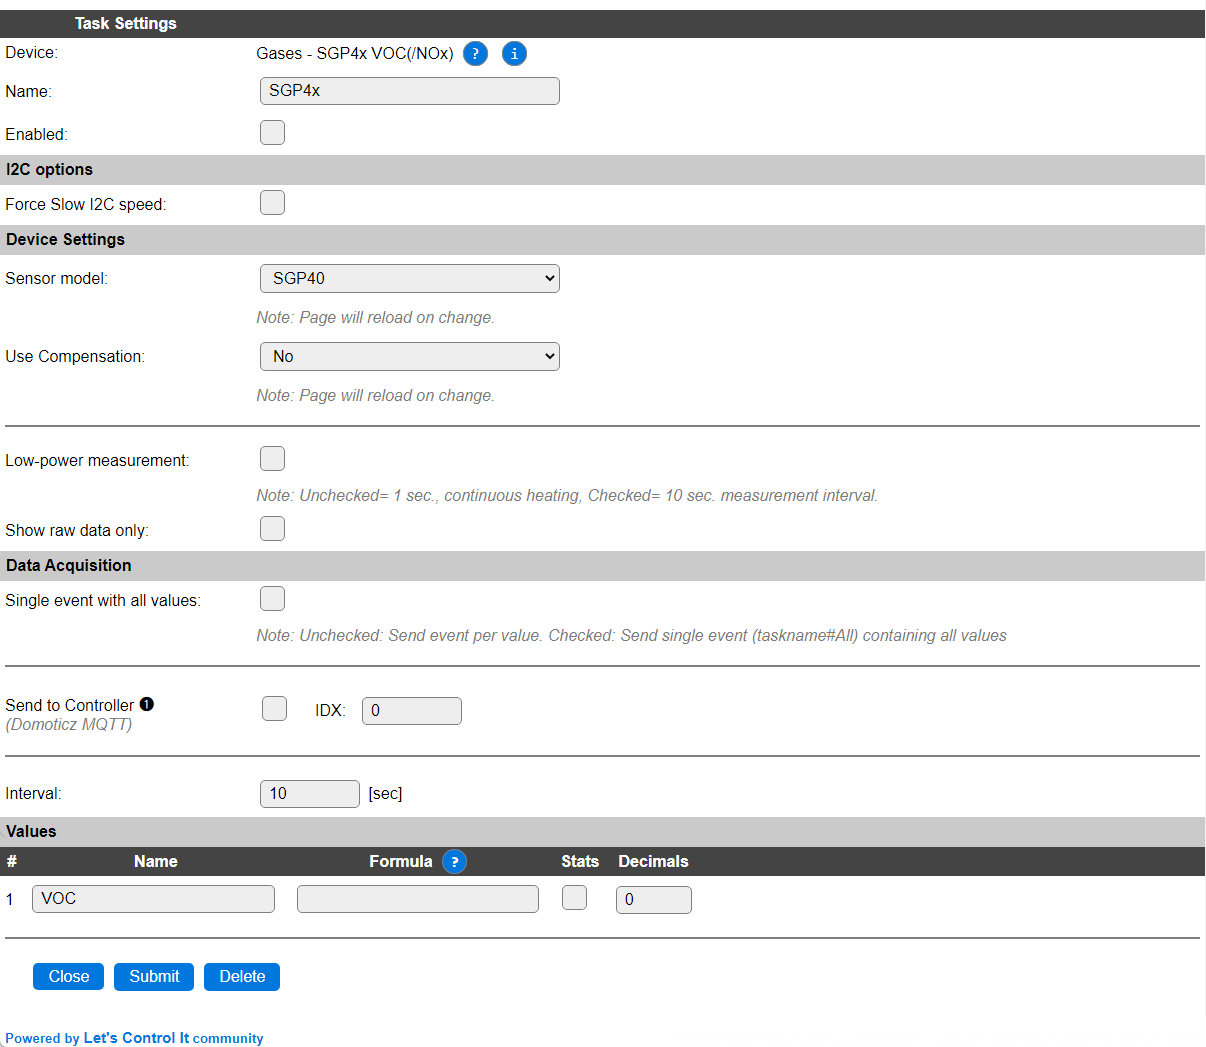 Task Settings
Device: Gases - SGP4x VOC(/NOx) ? i
Name: SGP4x
Enabled:
I2C options
Force Slow I2C speed:
Device Settings
Sensor model: SGP40
Note: Page will reload on change.
Use Compensation: No
Note: Page will reload on change.
Low-power measurement:
Note: Unchecked= 1 sec., continuous heating, Checked= 10 sec. measurement interval.
Show raw data only:
Data Acquisition
Single event with all values:
Note: Unchecked: Send event per value. Checked: Send single event (taskname#All) containing all values
Send to Controller ❶ IDX: 0
(Domoticz MQTT)
Interval: 10 [sec]
Values
# Name Formula ? Stats Decimals
1 VOC 0
Close Submit Delete
Powered by Let's Control It community